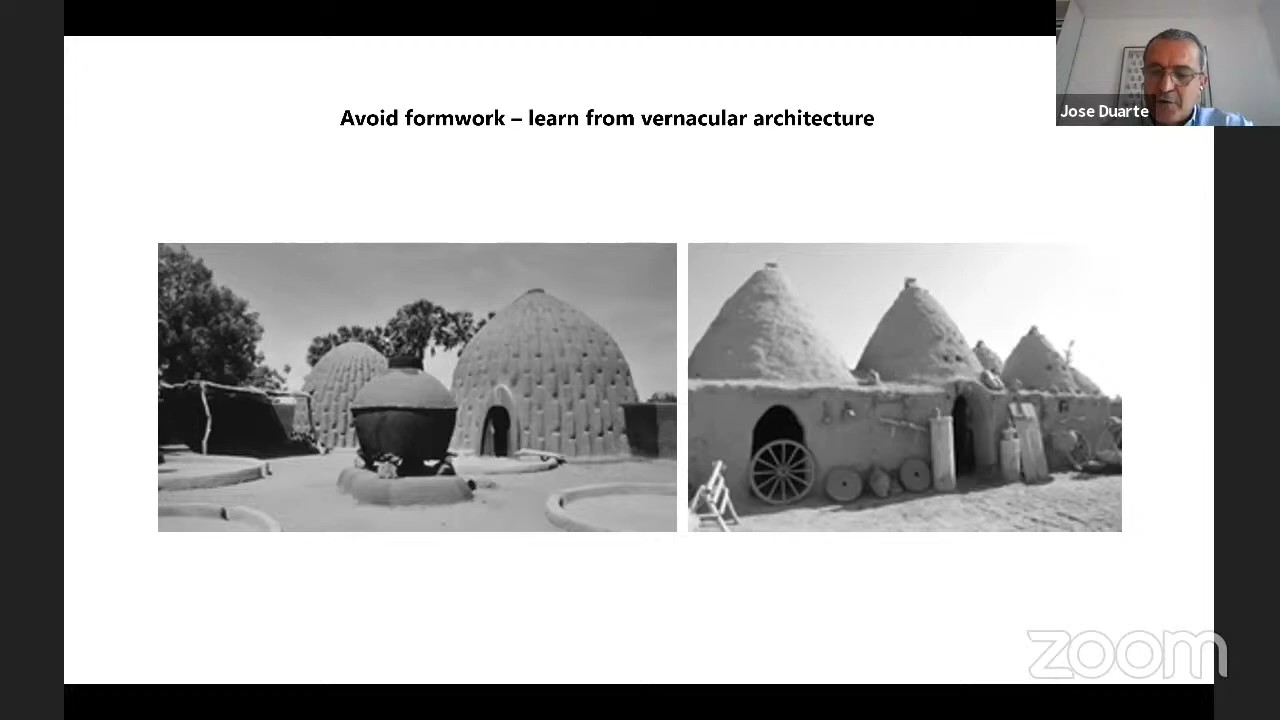 Avoid formwork – learn from vernacular architecture
Jose Duarte
zoom